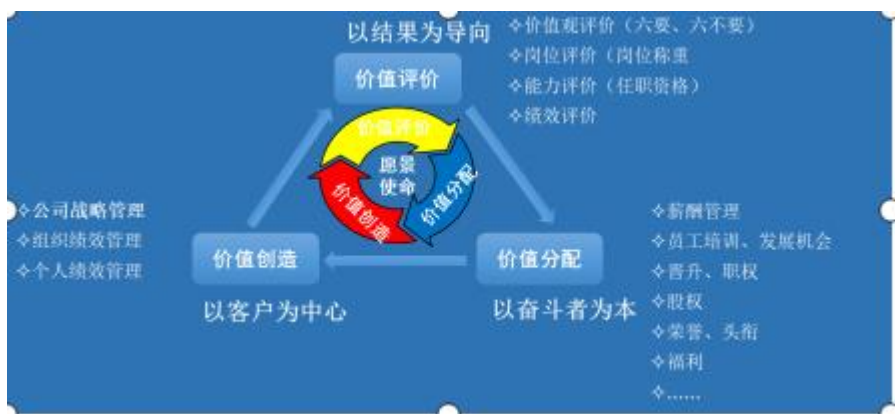 以结果为导向
价值评价
✧价值观评价（六要、六不要）
✧岗位评价（岗位称重
✧能力评价（任职资格）
✧绩效评价
价值评价
愿景
使命
价值分配
价值创造
✧公司战略管理
✧组织绩效管理
✧个人绩效管理
价值创造
以客户为中心
价值分配
以奋斗者为本
✧薪酬管理
✧员工培训、发展机会
✧晋升、职权
✧股权
✧荣誉、头衔
✧福利
✧......